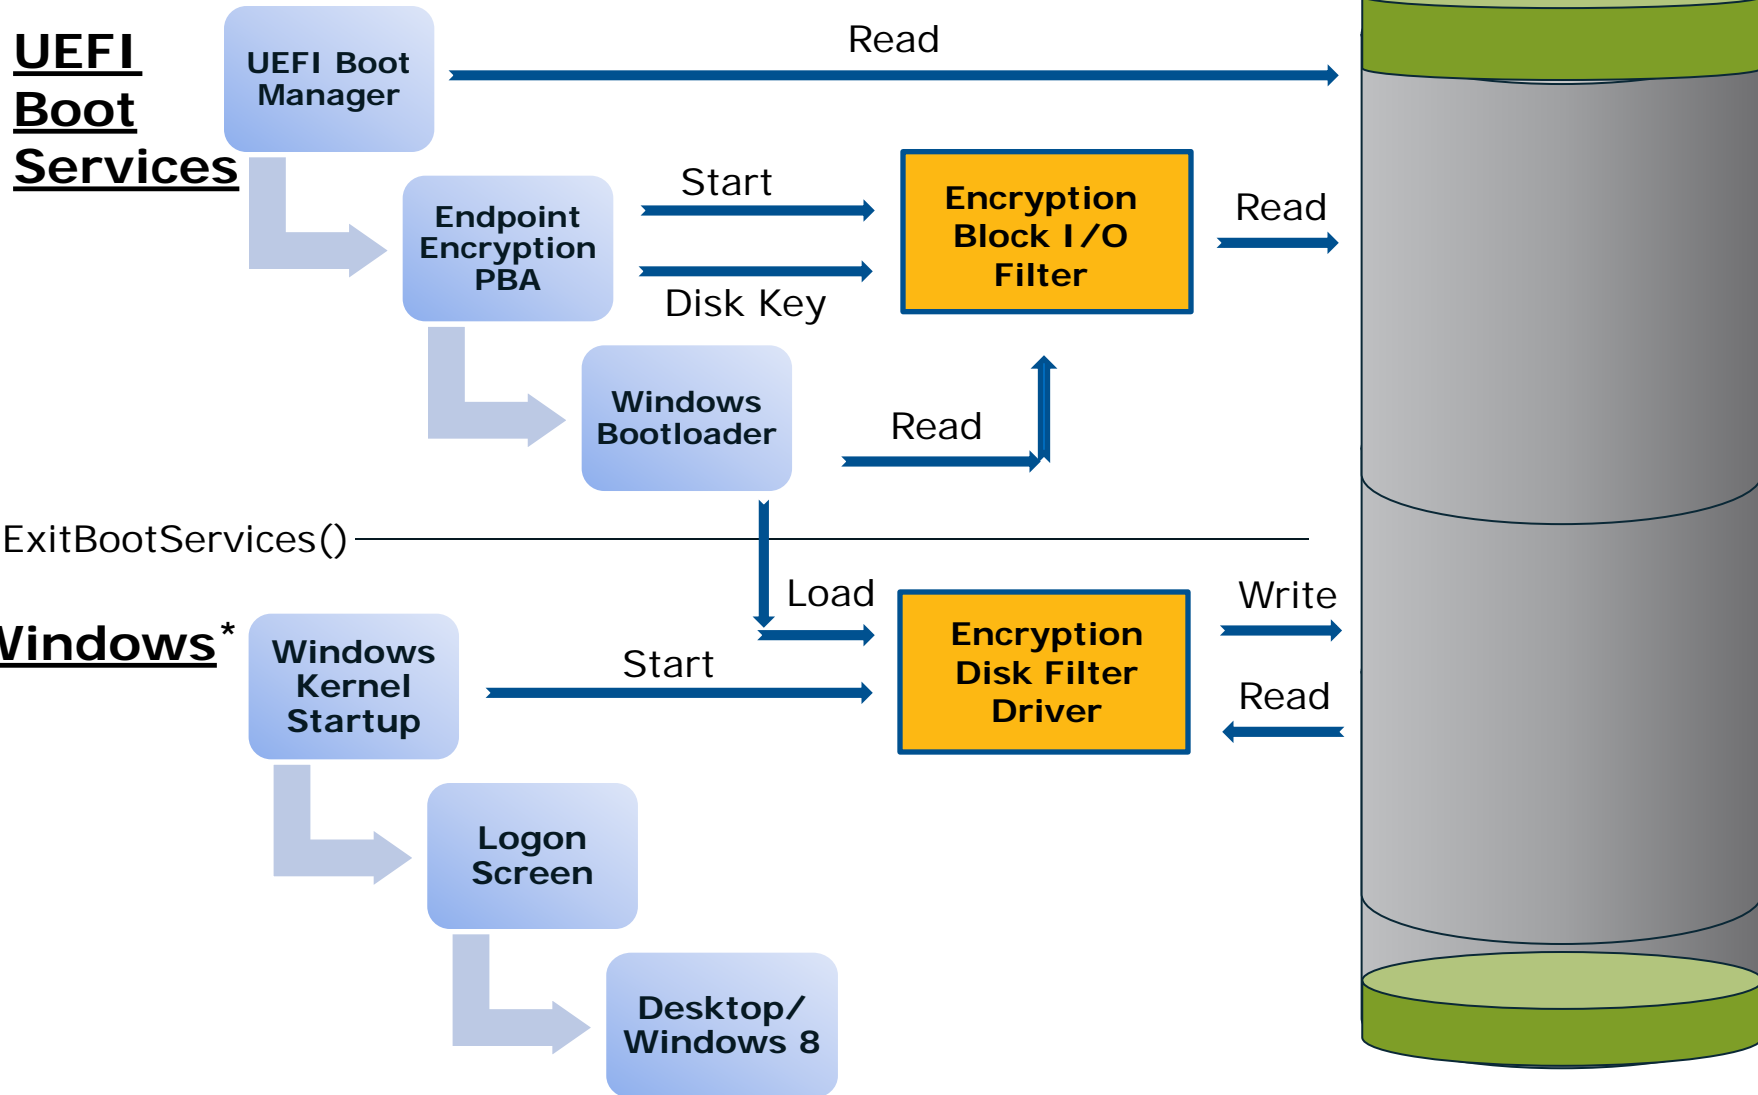 UEFI
Boot
Services
UEFI Boot
Manager
Read
Endpoint
Encryption
PBA
Start
Disk Key
Encryption
Block I/O
Filter
Read
Windows
Bootloader
Read
ExitBootServices()
Windows*
Load
Windows
Kernel
Startup
Start
Encryption
Disk Filter
Driver
Write
Read
Logon
Screen
Desktop/
Windows 8